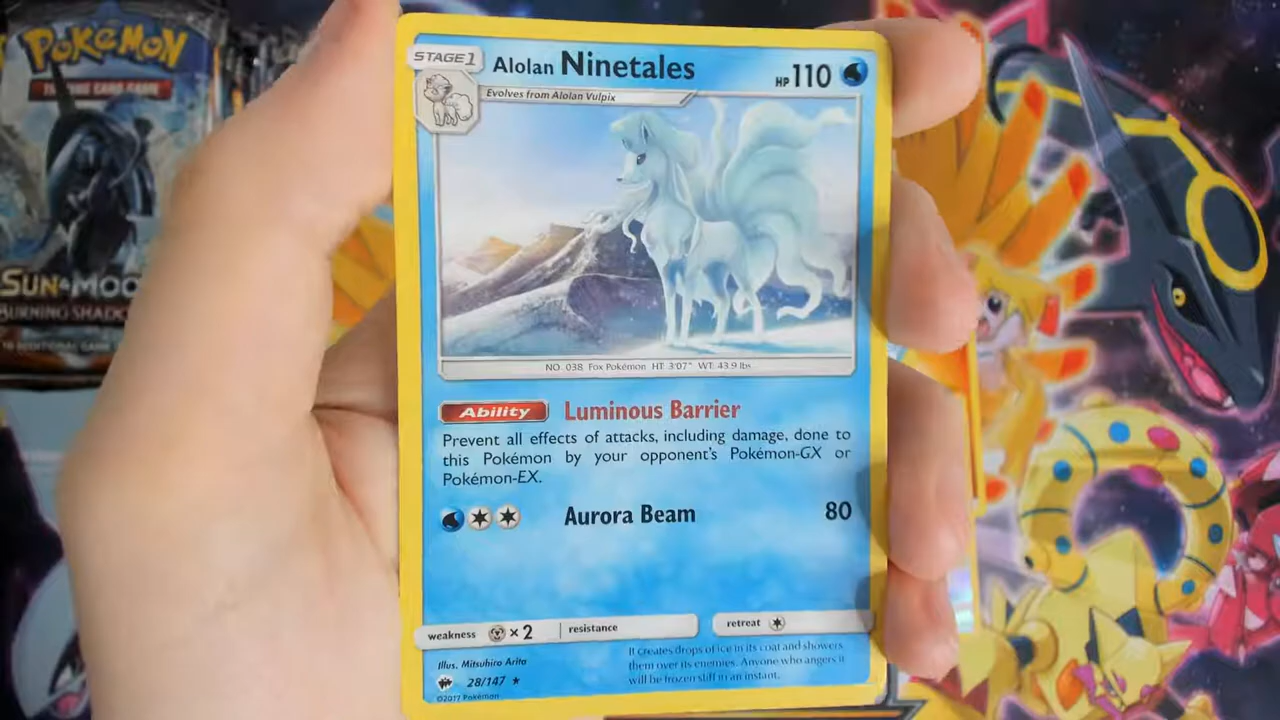 POKéMON
TRADING CARD GAME
SUN & MOO
BURNING SHADO
STAGE 1
Alolan Ninetales
HP 110
Evolves from Alolan Vulpix
NO. 038 Fox Pokémon HT: 3'07" WT: 43.9 lbs
Ability Luminous Barrier
Prevent all effects of attacks, including damage, done to
this Pokémon by your opponent's Pokémon-GX or
Pokémon-EX.
Aurora Beam 80
weakness ×2 resistance
retreat
Illus. Mitsuhiro Arita
28/147 ★
©2017 Pokémon
It creates drops of ice in its coat and showers
them over its enemies. Anyone who angers it
will be frozen stiff in an instant.